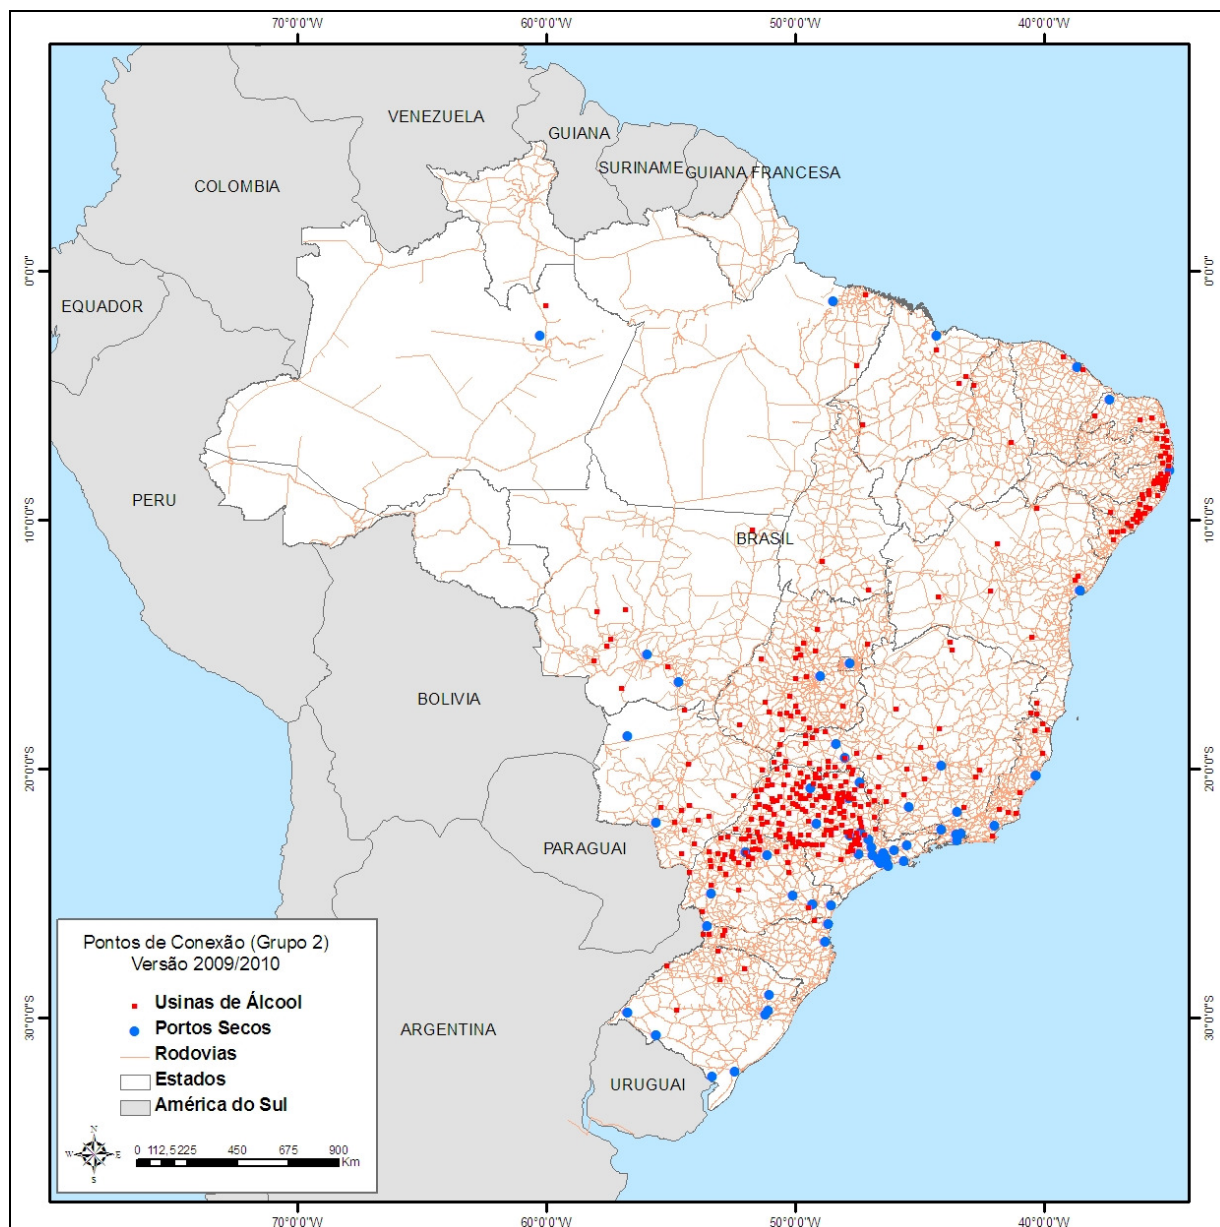 70°0'0"W 60°0'0"W 50°0'0"W 40°0'0"W
VENEZUELA
GUIANA
SURINAME
GUIANA FRANCESA
COLOMBIA
0°0'0" 0°0'0"
EQUADOR
PERU
10°0'0"S 10°0'0"S
BRASIL
BOLIVIA
20°0'0"S 20°0'0"S
PARAGUAI
Pontos de Conexão (Grupo 2)
Versão 2009/2010
Usinas de Álcool
Portos Secos
Rodovias
Estados
América do Sul
ARGENTINA
30°0'0"S 30°0'0"S
URUGUAI
N
W E
S
0 112,5 225 450 675 900
Km
70°0'0"W 60°0'0"W 50°0'0"W 40°0'0"W